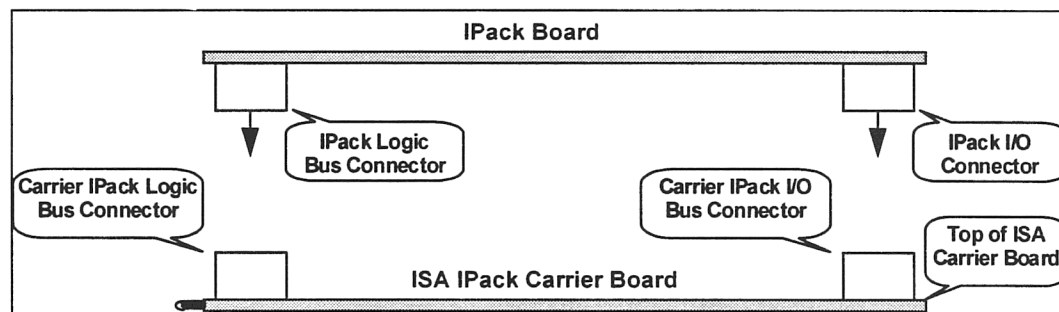 IPack Board
IPack Logic
Bus Connector
IPack I/O
Connector
Carrier IPack Logic
Bus Connector
Carrier IPack I/O
Bus Connector
Top of ISA
Carrier Board
ISA IPack Carrier Board